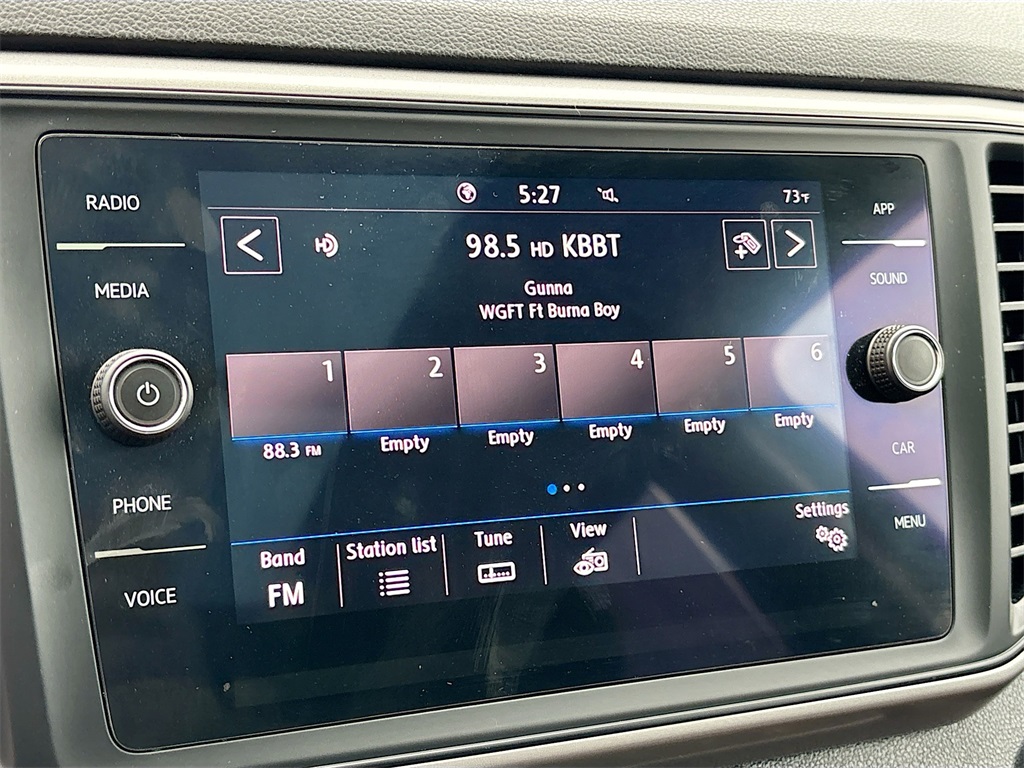 RADIO
MEDIA
PHONE
VOICE
5:27
73°F
HD
98.5 HD KBBT
Gunna
WGFT Ft Burna Boy
1
2
3
4
5
6
88.3 FM
Empty
Empty
Empty
Empty
Empty
Band
FM
Station list
Tune
View
Settings
APP
SOUND
CAR
MENU